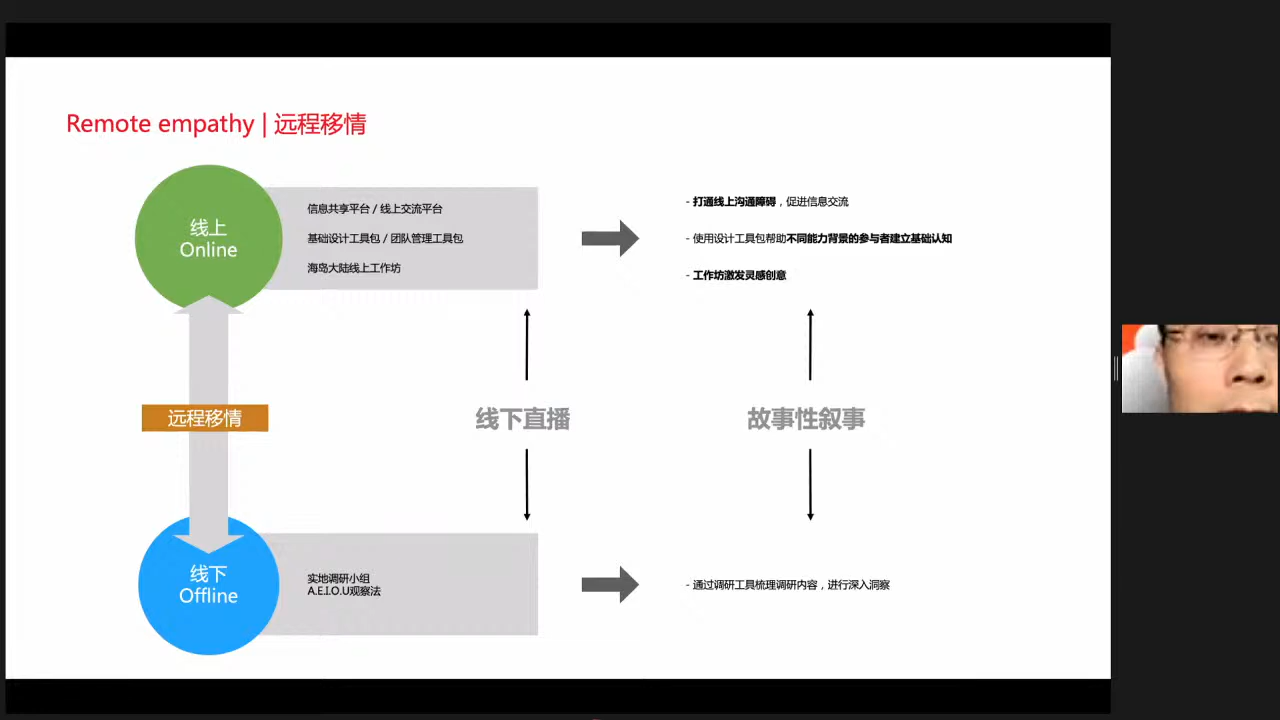 Remote empathy | 远程移情
线上
Online
信息共享平台 / 线上交流平台
基础设计工具包 / 团队管理工具包
海岛大陆线上工作坊
- 打通线上沟通障碍，促进信息交流
- 使用设计工具包帮助不同能力背景的参与者建立基础认知
- 工作坊激发灵感创意
远程移情
线下直播
故事性叙事
线下
Offline
实地调研小组
A.E.I.O.U观察法
- 通过调研工具梳理调研内容，进行深入洞察